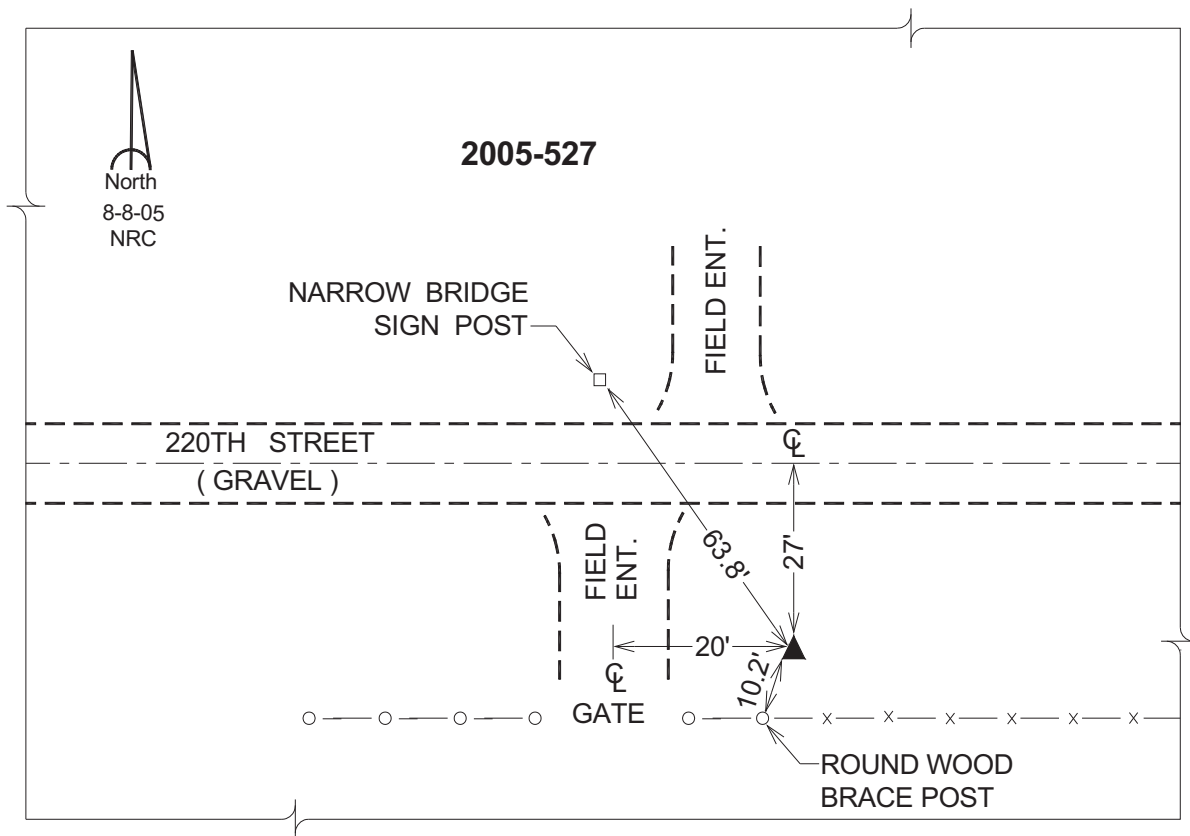 2005-527
North
8-8-05
NRC
FIELD ENT.
NARROW BRIDGE
SIGN POST
220TH STREET
( GRAVEL )
℄
FIELD
ENT.
63.8'
27'
20'
℄
10.2'
GATE
ROUND WOOD
BRACE POST